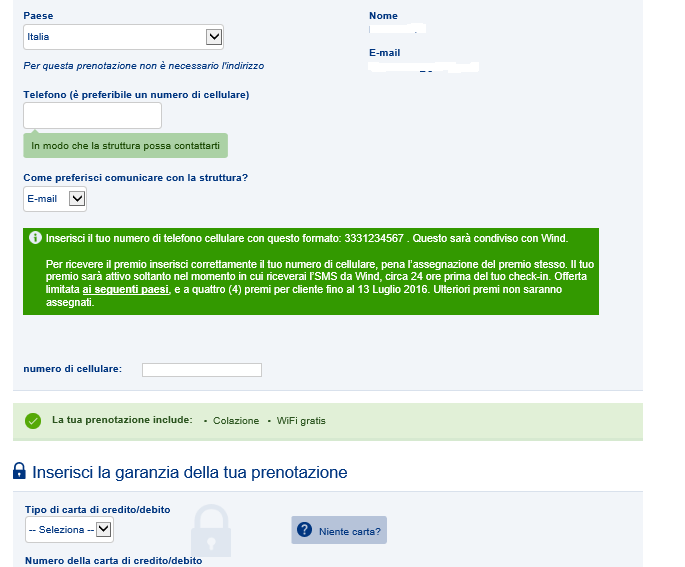 Paese
Nome
Italia
E-mail
Per questa prenotazione non è necessario l'indirizzo
Telefono (è preferibile un numero di cellulare)
In modo che la struttura possa contattarti
Come preferisci comunicare con la struttura?
E-mail
Inserisci il tuo numero di telefono cellulare con questo formato: 3331234567 . Questo sarà condiviso con Wind.
Per ricevere il premio inserisci correttamente il tuo numero di cellulare, pena l'assegnazione del premio stesso. Il tuo
premio sarà attivo soltanto nel momento in cui riceverai l'SMS da Wind, circa 24 ore prima del tuo check-in. Offerta
limitata ai seguenti paesi, e a quattro (4) premi per cliente fino al 13 Luglio 2016. Ulteriori premi non saranno
assegnati.
numero di cellulare:
La tua prenotazione include: • Colazione • WiFi gratis
Inserisci la garanzia della tua prenotazione
Tipo di carta di credito/debito
-- Seleziona --
? Niente carta?
Numero della carta di credito/debito